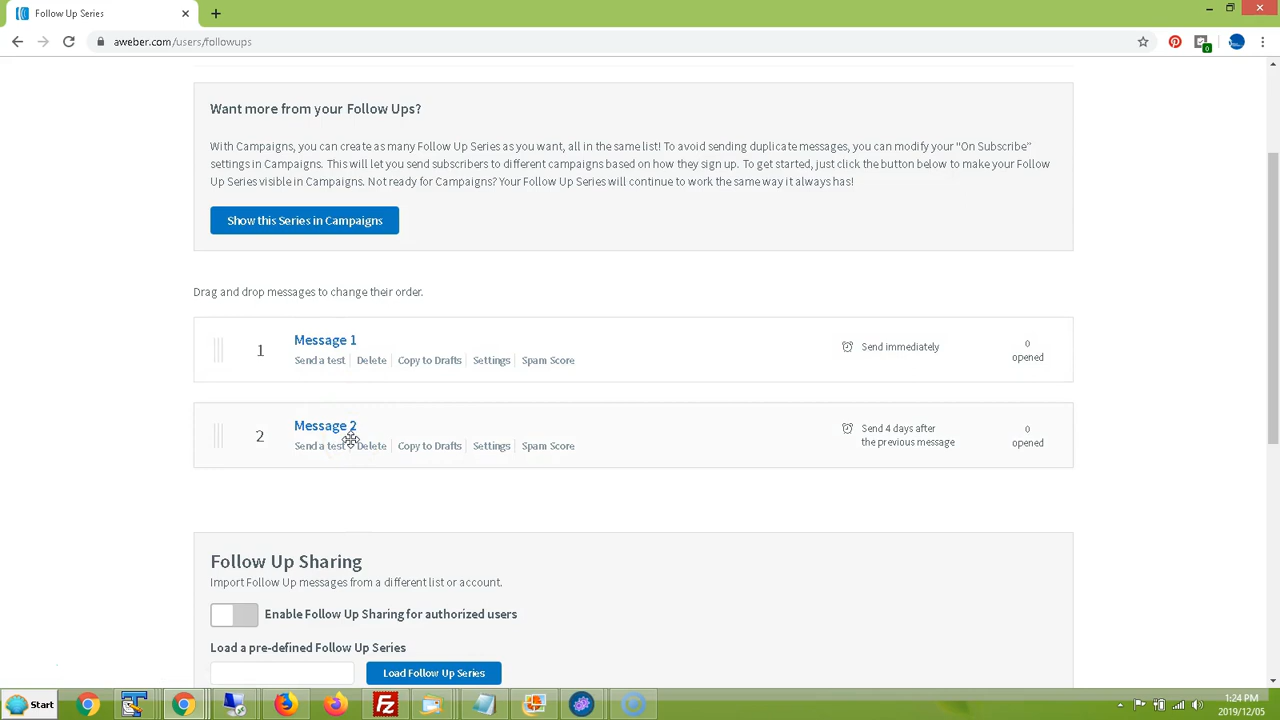 Follow Up Series
aweber.com/users/followups
0
Want more from your Follow Ups?
With Campaigns, you can create as many Follow Up Series as you want, all in the same list! To avoid sending duplicate messages, you can modify your "On Subscribe"
settings in Campaigns. This will let you send subscribers to different campaigns based on how they sign up. To get started, just click the button below to make your Follow
Up Series visible in Campaigns. Not ready for Campaigns? Your Follow Up Series will continue to work the same way it always has!
Show this Series in Campaigns
Drag and drop messages to change their order.
1
Message 1
Send a test Delete Copy to Drafts Settings Spam Score
Send immediately
0
opened
2
Message 2
Send a test Delete Copy to Drafts Settings Spam Score
Send 4 days after
the previous message
0
opened
Follow Up Sharing
Import Follow Up messages from a different list or account.
Enable Follow Up Sharing for authorized users
Load a pre-defined Follow Up Series
Load Follow Up Series
Start
Fz
1:24 PM
2019/12/05